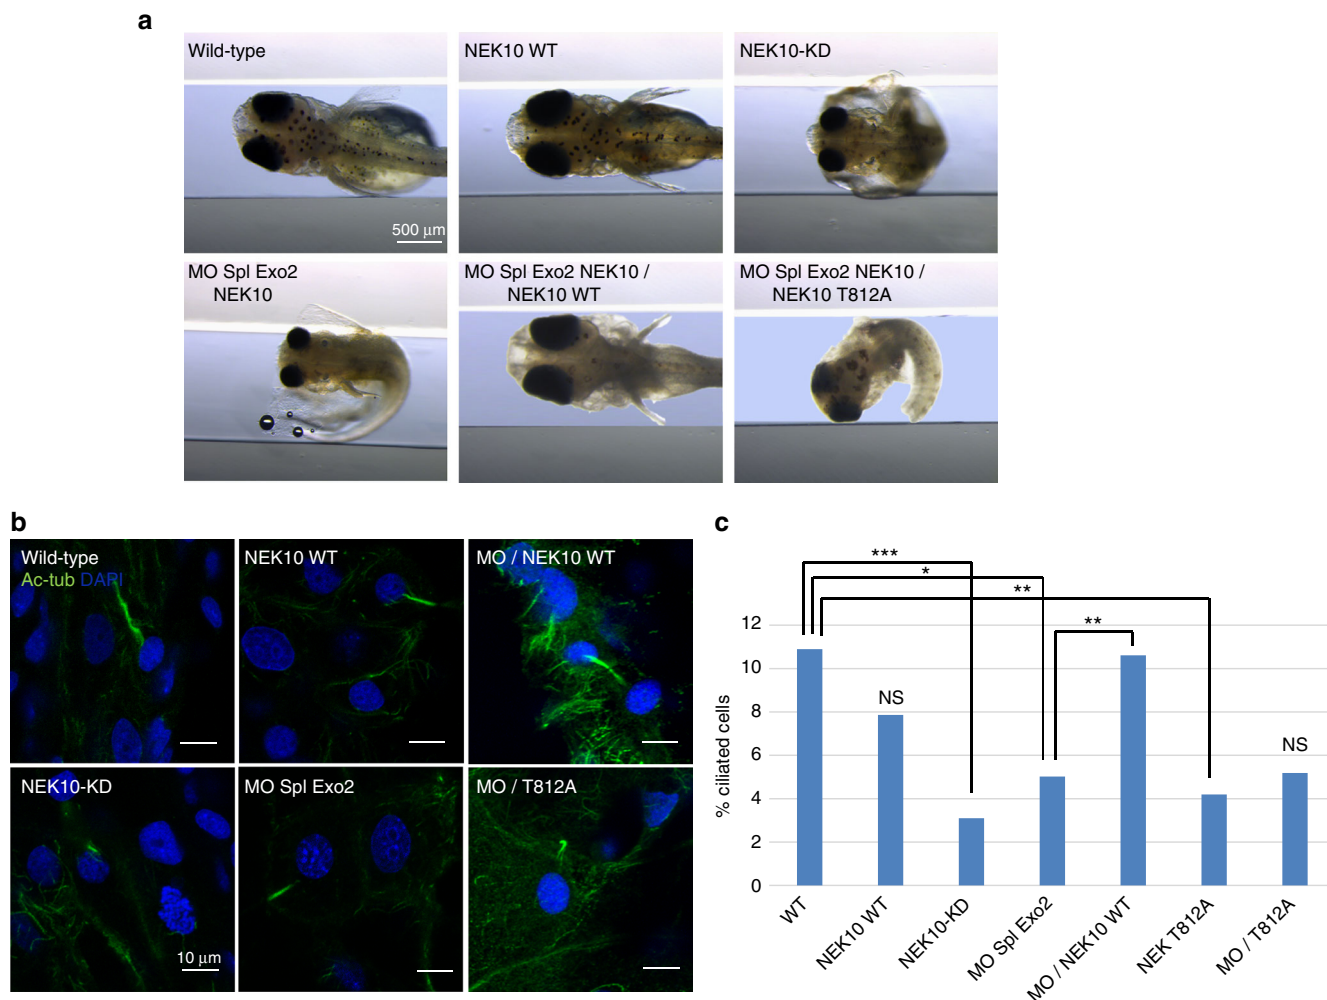 a
Wild-type
NEK10 WT
NEK10-KD
500 μm
MO Spl Exo2
NEK10
MO Spl Exo2 NEK10 /
NEK10 WT
MO Spl Exo2 NEK10 /
NEK10 T812A
b
Wild-type
Ac-tub DAPI
NEK10 WT
MO / NEK10 WT
NEK10-KD
10 μm
MO Spl Exo2
MO / T812A
c
***
*
**
**
% ciliated cells
12
10
8
6
4
2
0
NS
NS
WT
NEK10 WT
NEK10-KD
MO Spl Exo2
MO / NEK10 WT
NEK T812A
MO / T812A